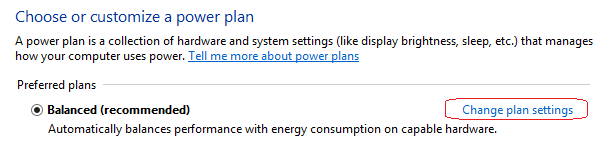 Choose or customize a power plan
A power plan is a collection of hardware and system settings (like display brightness, sleep, etc.) that manages
how your computer uses power. Tell me more about power plans
Preferred plans
Balanced (recommended) Change plan settings
Automatically balances performance with energy consumption on capable hardware.